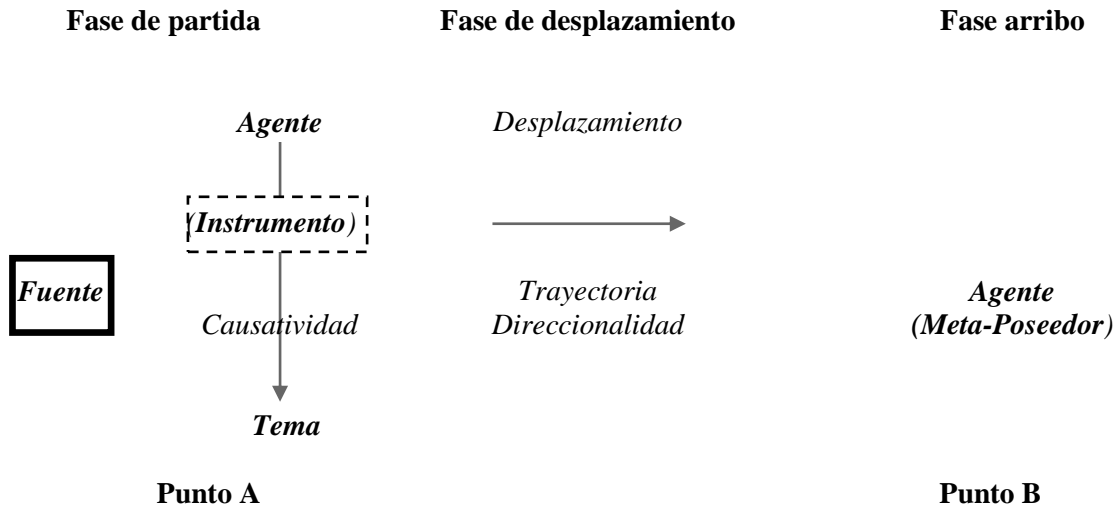 Fase de partida
Fase de desplazamiento
Fase arribo
Agente
Desplazamiento
(Instrumento)
Fuente
Causatividad
Trayectoria
Direccionalidad
Agente
(Meta-Poseedor)
Tema
Punto A
Punto B